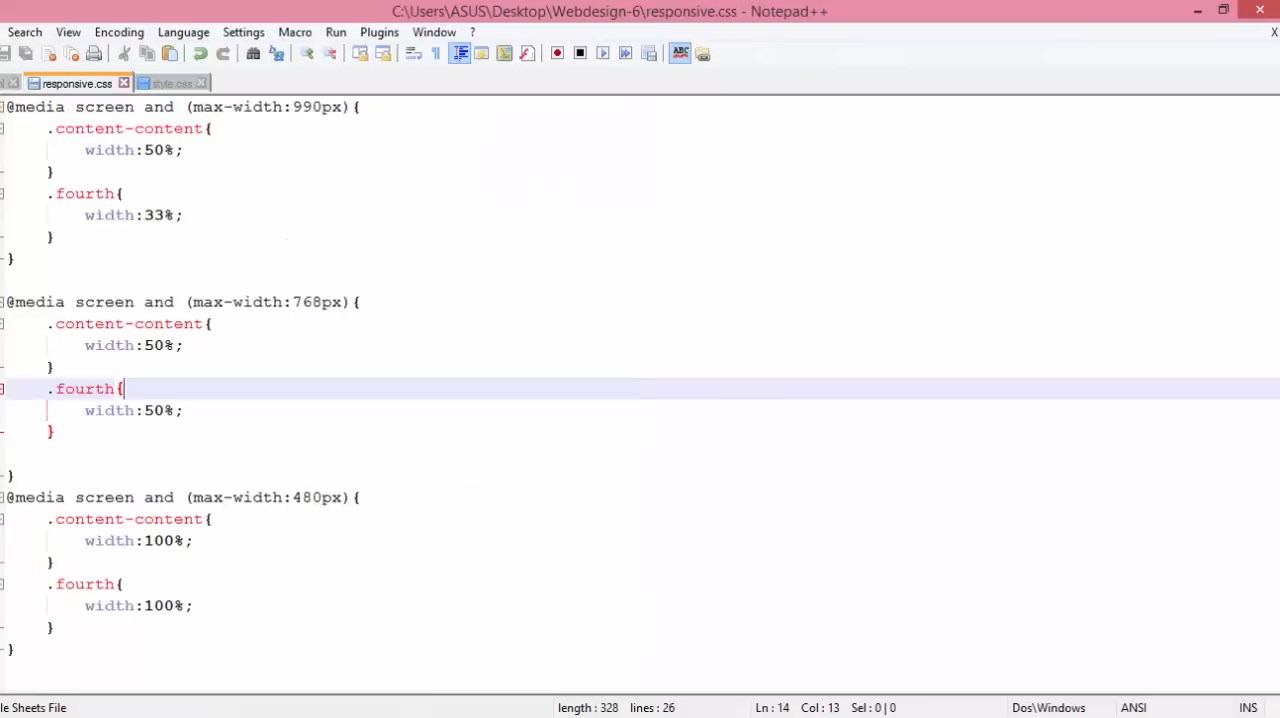 C:\Users\ASUS\Desktop\Webdesign-6\responsive.css - Notepad++
Search View Encoding Language Settings Macro Run Plugins Window ? X
ABC
responsive.css style.css
@media screen and (max-width:990px){
.content-content{
width:50%;
}
.fourth{
width:33%;
}
}
@media screen and (max-width:768px){
.content-content{
width:50%;
}
.fourth{
width:50%;
}
}
@media screen and (max-width:480px){
.content-content{
width:100%;
}
.fourth{
width:100%;
}
}
le Sheets File length : 328 lines : 26 Ln : 14 Col : 13 Sel : 0 | 0 Dos\Windows ANSI INS